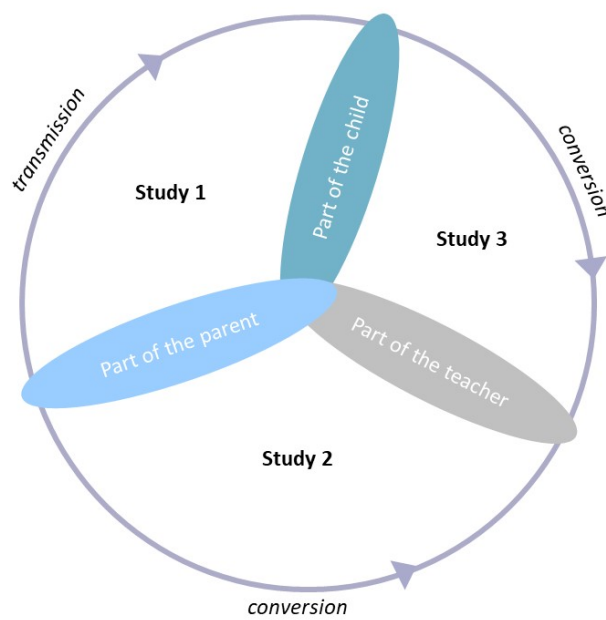 transmission
Part of the child
conversion
Study 1
Study 3
Part of the parent
Part of the teacher
Study 2
conversion